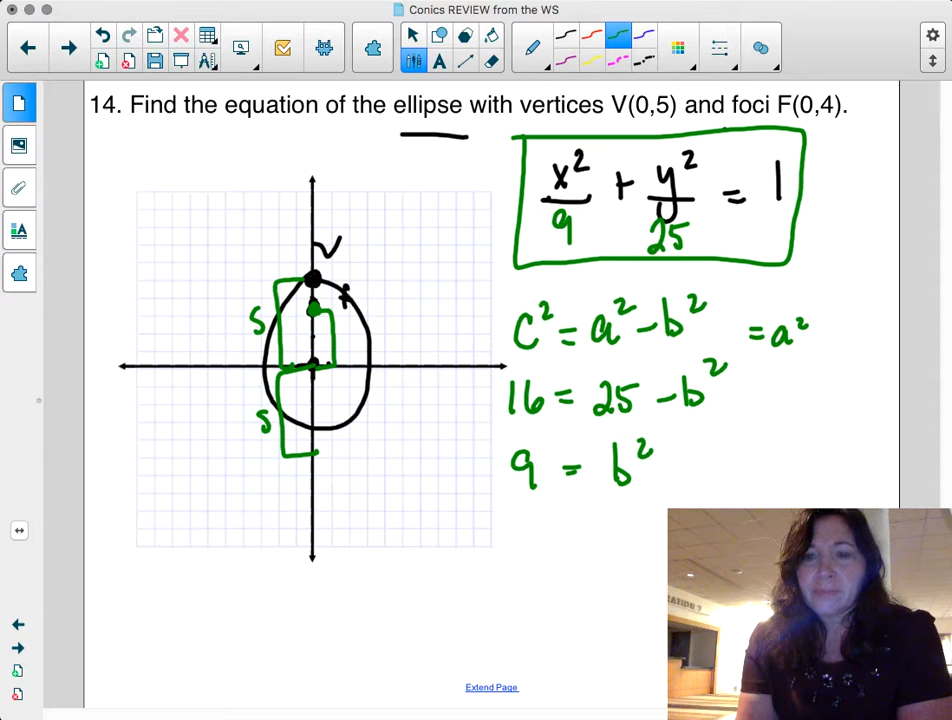 Conics REVIEW from the WS
14. Find the equation of the ellipse with vertices V(0,5) and foci F(0,4).
x²/9 + y²/25 = 1
V
5
5
c² = a² - b² = a²
16 = 25 - b²
9 = b²
Extend Page